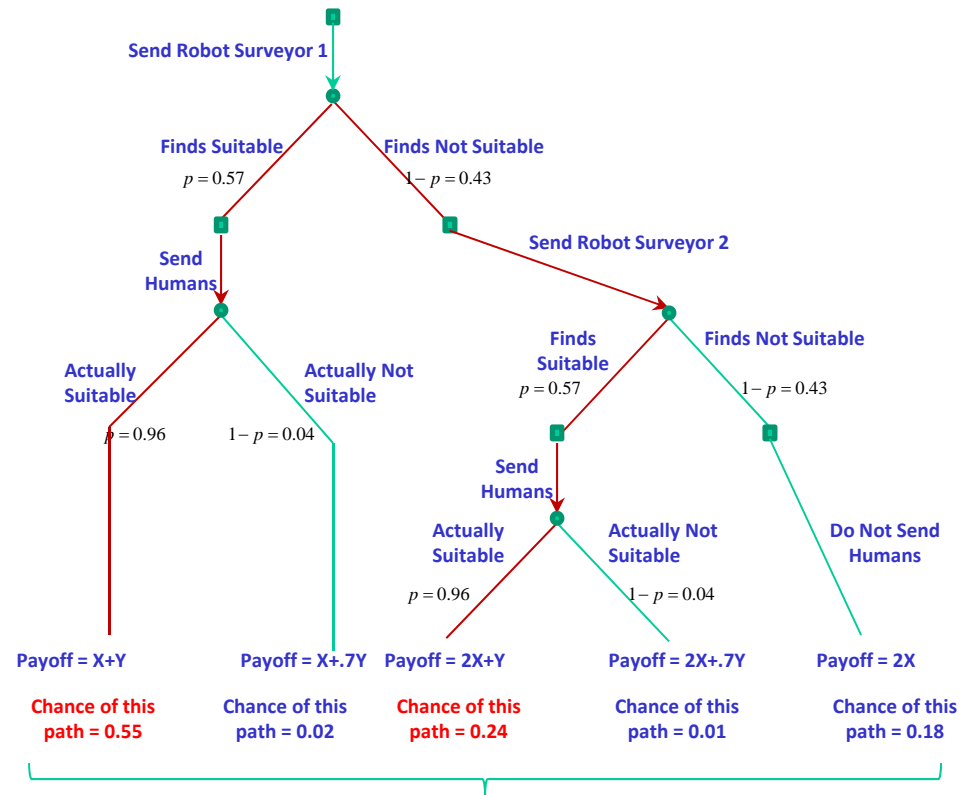 Send Robot Surveyor 1
Finds Suitable
Finds Not Suitable
p = 0.57
1− p = 0.43
Send Robot Surveyor 2
Send
Humans
Finds
Suitable
Finds Not Suitable
p = 0.57
1− p = 0.43
Actually
Suitable
Actually Not
Suitable
p = 0.96
1− p = 0.04
Send
Humans
Actually
Suitable
Actually Not
Suitable
Do Not Send
Humans
p = 0.96
1− p = 0.04
Payoff = X+Y
Payoff = X+.7Y
Payoff = 2X+Y
Payoff = 2X+.7Y
Payoff = 2X
Chance of this
path = 0.55
Chance of this
path = 0.02
Chance of this
path = 0.24
Chance of this
path = 0.01
Chance of this
path = 0.18